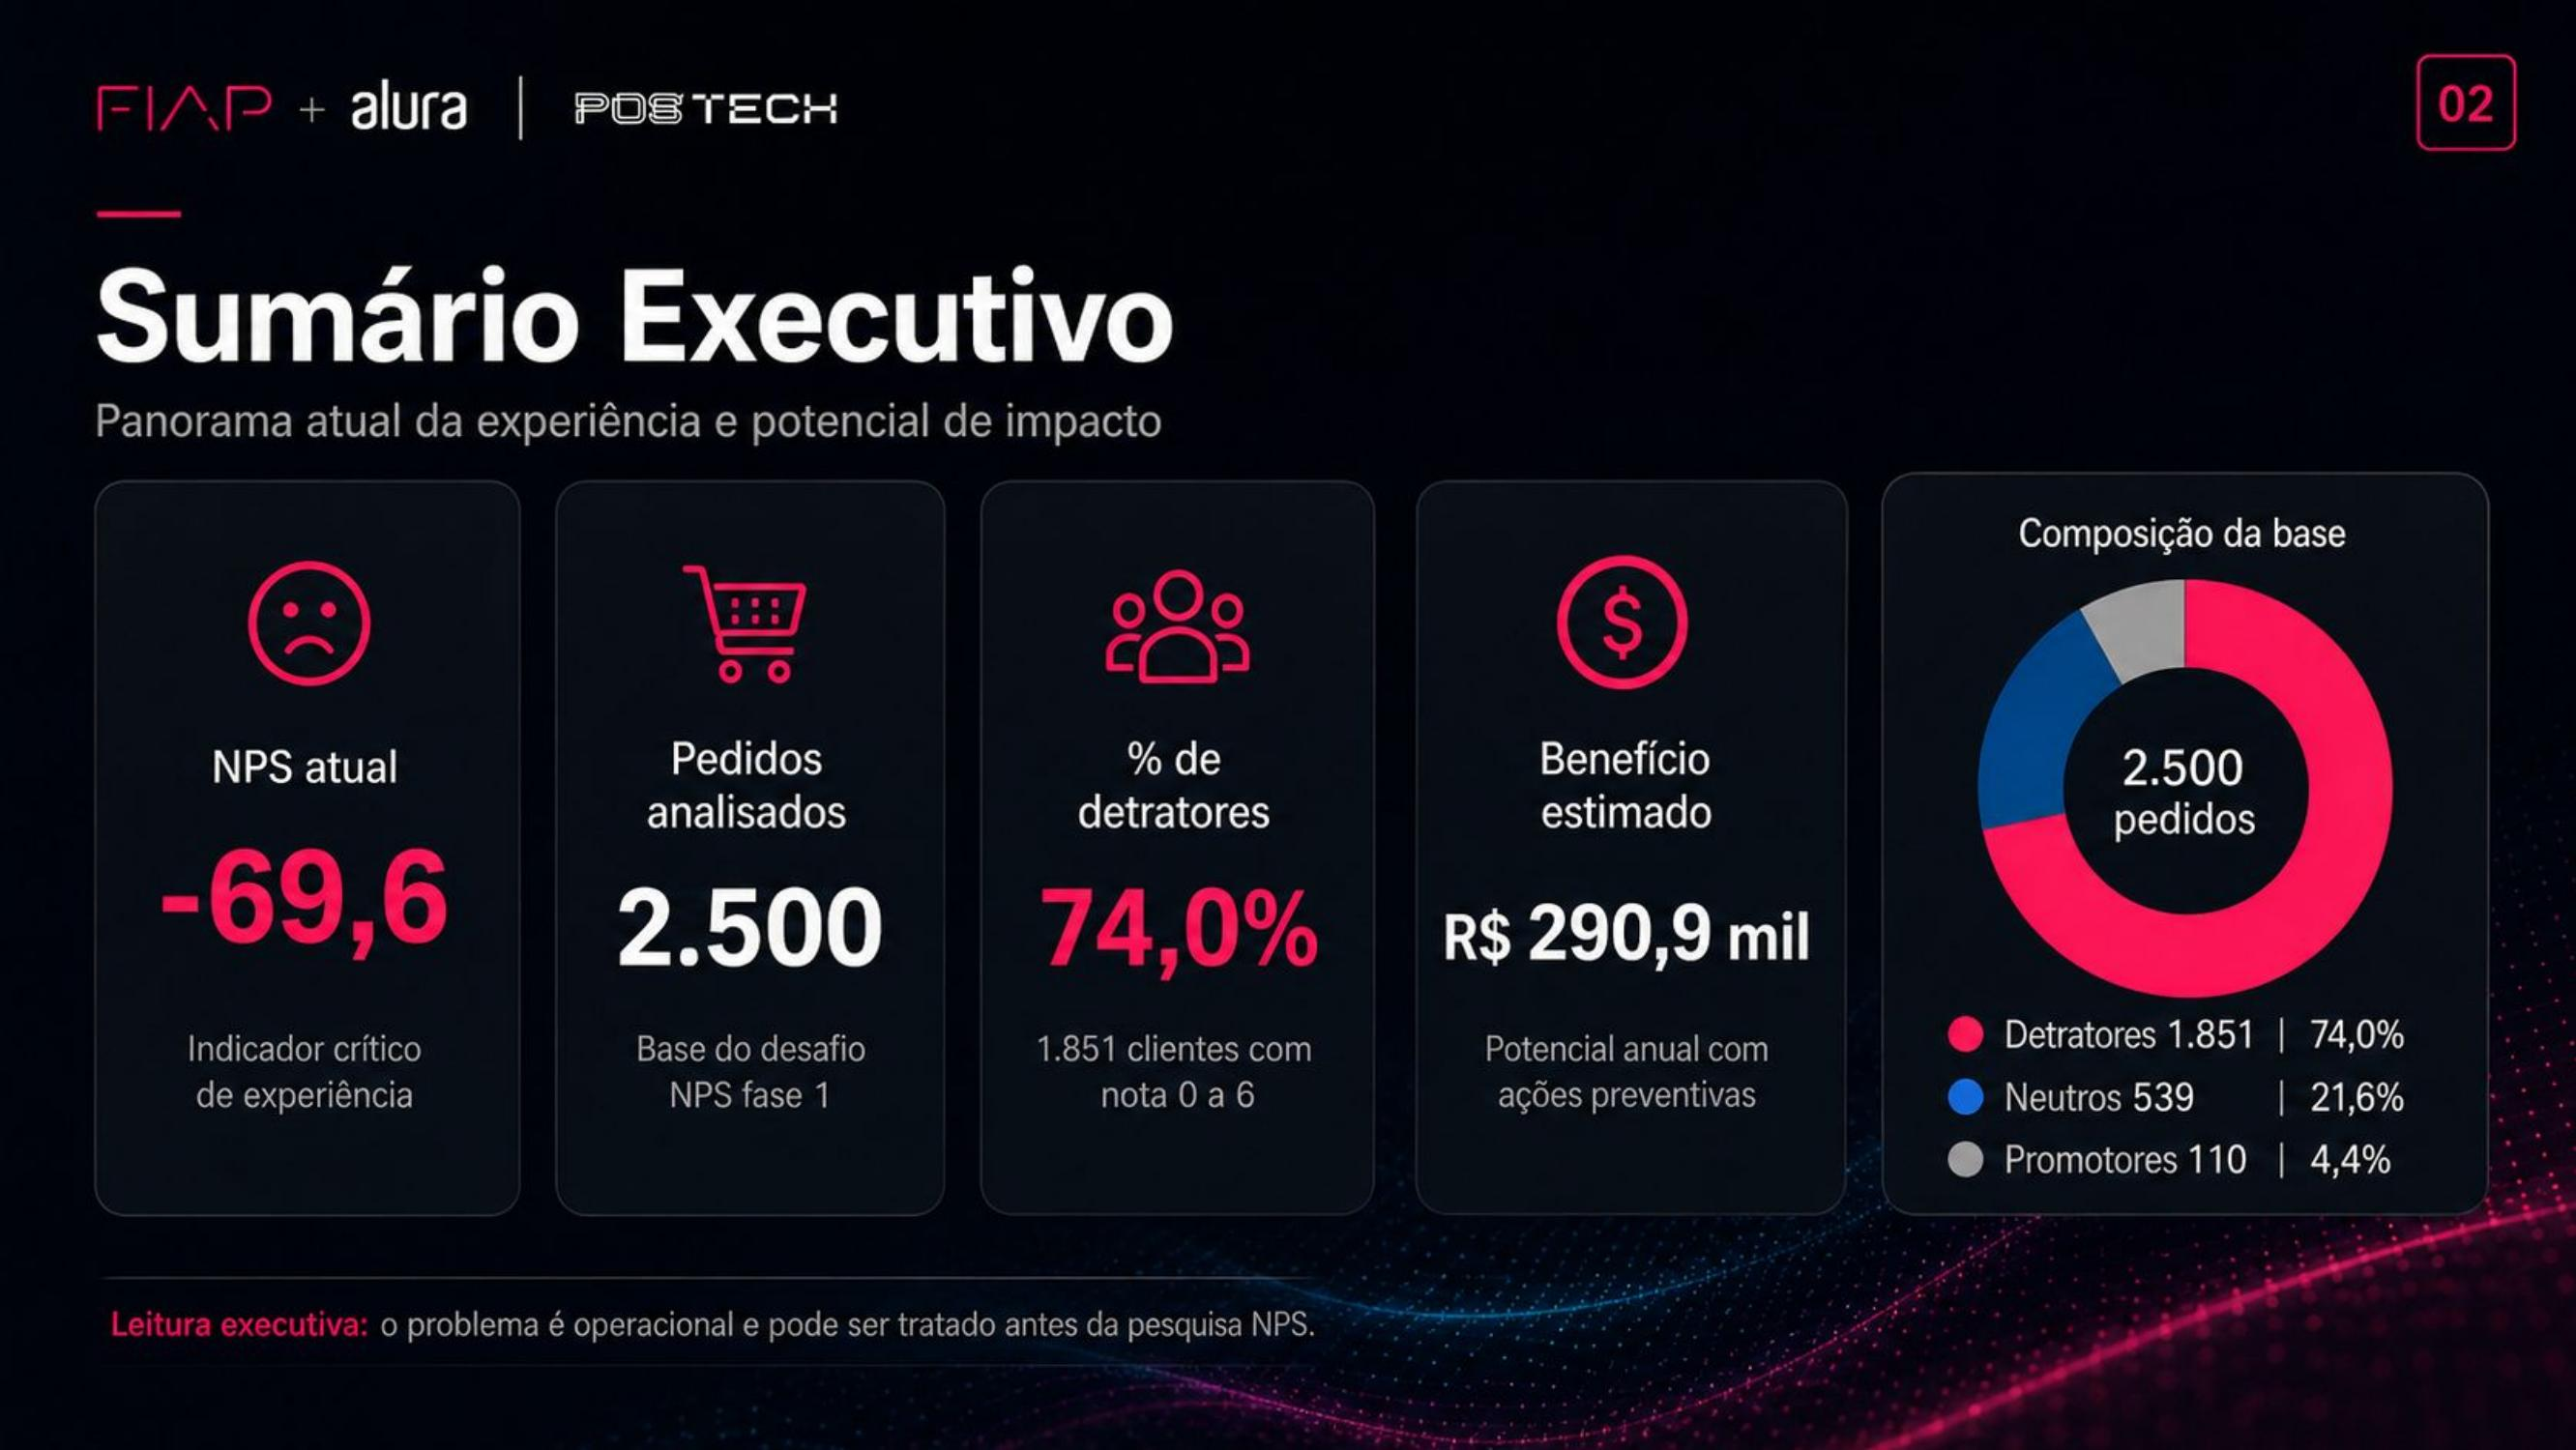 FIAP + alura | POSTECH
02
Sumário Executivo
Panorama atual da experiência e potencial de impacto
NPS atual
-69,6
Indicador crítico
de experiência
Pedidos
analisados
2.500
Base do desafio
NPS fase 1
% de
detratores
74,0%
1.851 clientes com
nota 0 a 6
$
Benefício
estimado
R$ 290,9 mil
Potencial anual com
ações preventivas
Composição da base
2.500
pedidos
Detratores 1.851 | 74,0%
Neutros 539 | 21,6%
Promotores 110 | 4,4%
Leitura executiva: o problema é operacional e pode ser tratado antes da pesquisa NPS.